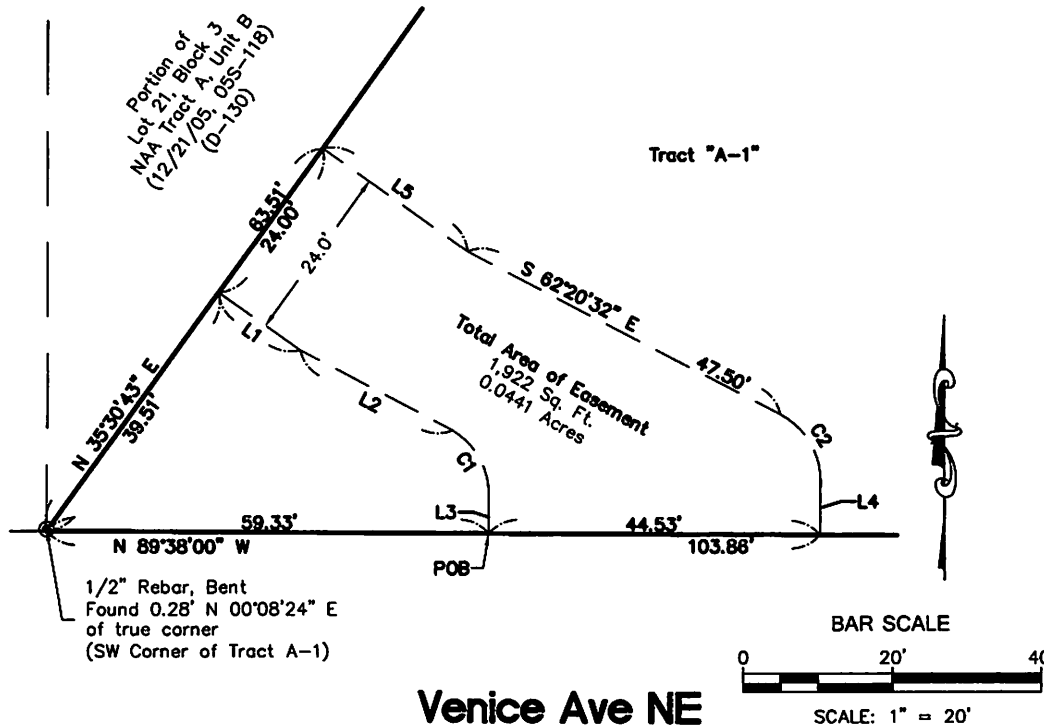 Portion of
Lot 21, Block 3
NAA Tract A, Unit B
(12/21/05, 05S-118)
(D-130)
Tract "A-1"
63.51'
24.00'
24.0'
L5
S 62°20'32" E
47.50'
L1
L2
Total Area of Easement
1,922 Sq. Ft.
0.0441 Acres
N 35°30'43" E
39.51'
C1
C2
L3
L4
59.33'
N 89°38'00" W
44.53'
103.86'
POB
1/2" Rebar, Bent
Found 0.28' N 00°08'24" E
of true corner
(SW Corner of Tract A-1)
BAR SCALE
0 20' 40
SCALE: 1" = 20'
Venice Ave NE